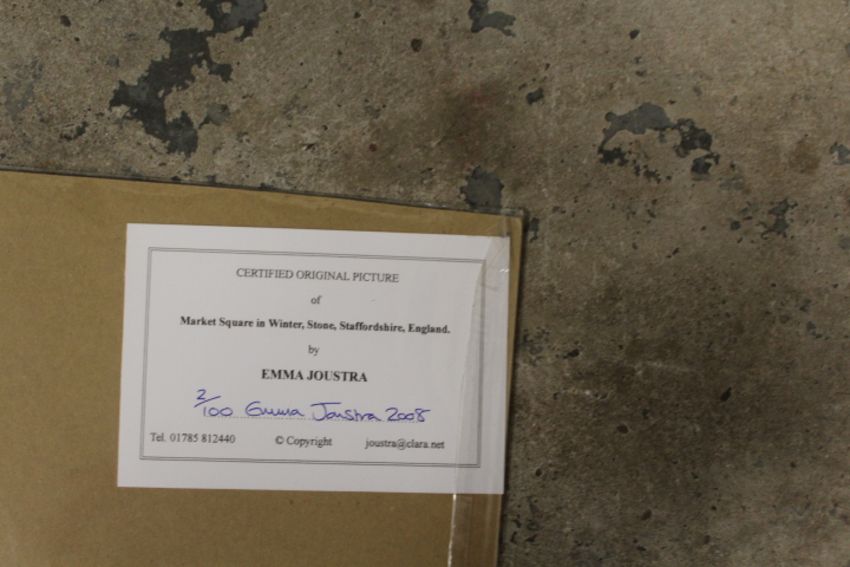 CERTIFIED ORIGINAL PICTURE
of
Market Square in Winter, Stone, Staffordshire, England.
by
EMMA JOUSTRA
2/100 Emma Joustra 2008
Tel. 01785 812440 © Copyright joustra@clara.net